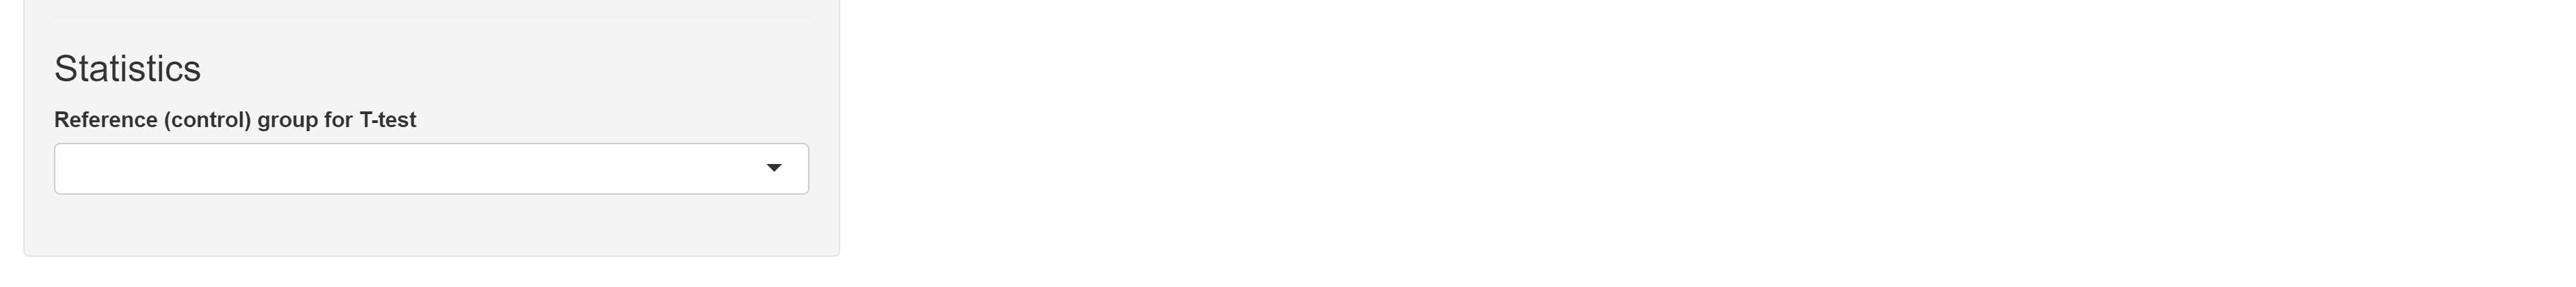 Statistics
Reference (control) group for T-test